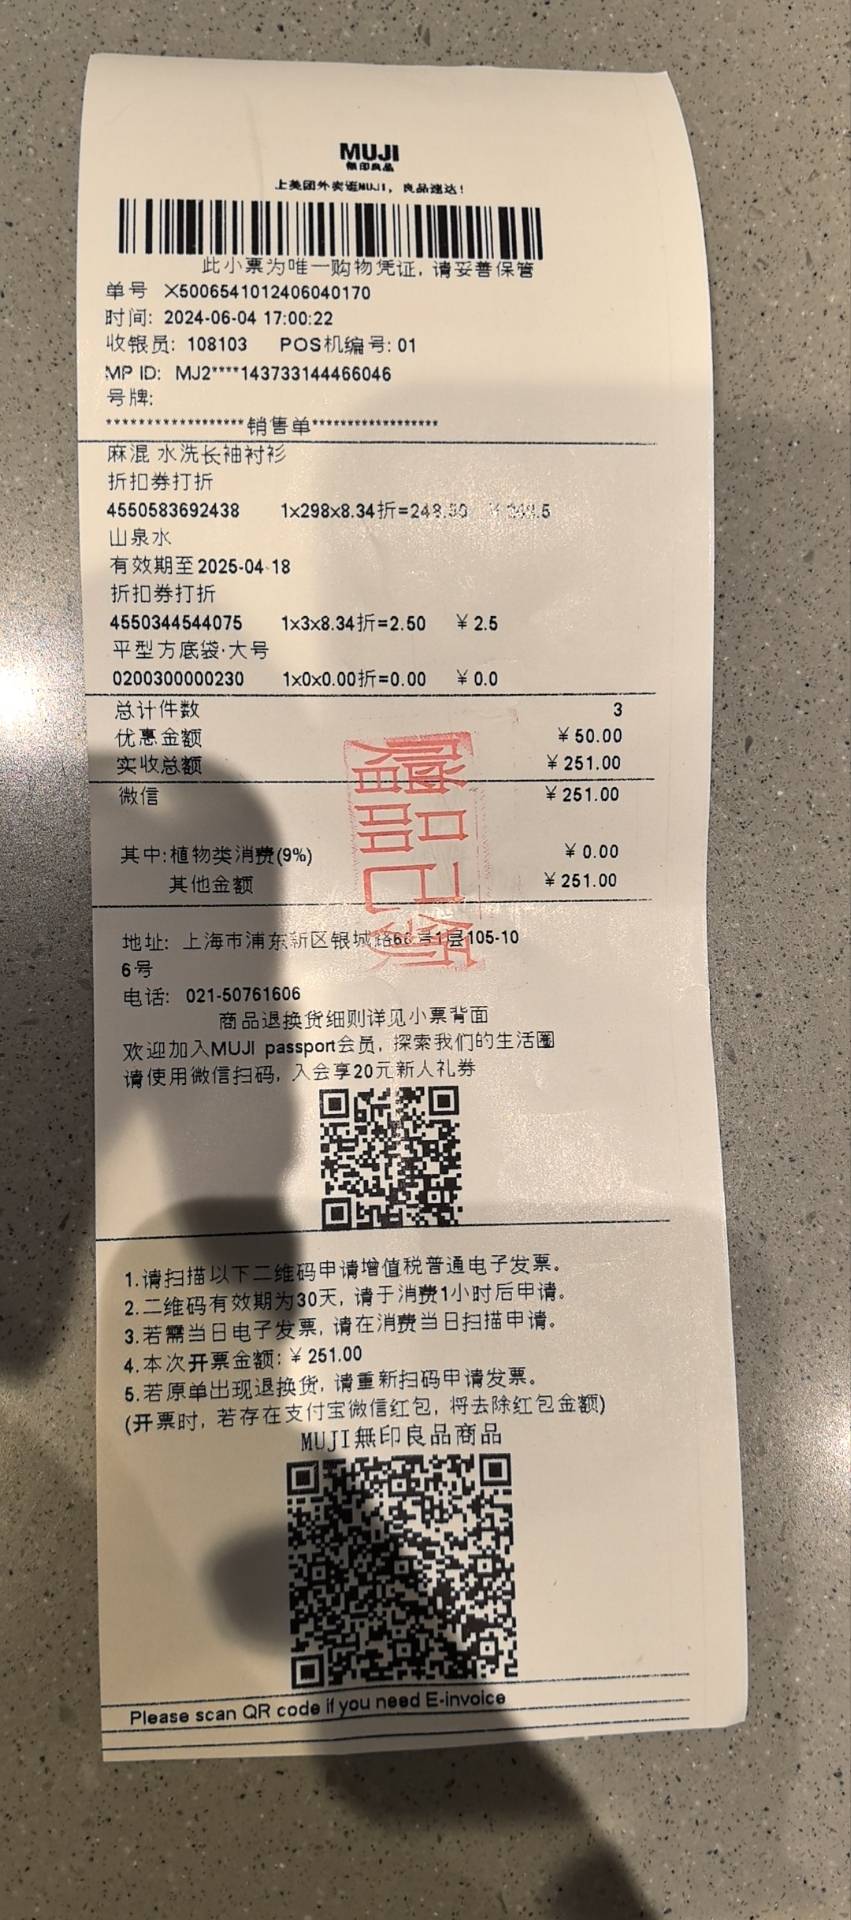 MUJI
無印良品
上美团外卖逛MUJI，良品速达！
此小票为唯一购物凭证, 请妥善保管
单号 X5006541012406040170
时间: 2024-06-04 17:00:22
收银员: 108103 POS机编号: 01
MP ID: MJ2****143733144466046
号牌:
******************销售单******************
麻混 水洗长袖衬衫
折扣券打折
4550583692438 1x298x8.34折=248.50 ￥248.5
山泉水
有效期至2025-04-18
折扣券打折
4550344544075 1x3x8.34折=2.50 ￥2.5
平型方底袋·大号
0200300000230 1x0x0.00折=0.00 ￥0.0
总计件数 3
优惠金额 ￥50.00
实收总额 ￥251.00
微信 ￥251.00
赠品已领
其中:植物类消费(9%) ￥0.00
其他金额 ￥251.00
地址: 上海市浦东新区银城路66号1层105-10
6号
电话: 021-50761606
商品退换货细则详见小票背面
欢迎加入MUJI passport会员, 探索我们的生活圈
请使用微信扫码, 入会享20元新人礼券
1.请扫描以下二维码申请增值税普通电子发票。
2.二维码有效期为30天, 请于消费1小时后申请。
3.若需当日电子发票, 请在消费当日扫描申请。
4.本次开票金额: ￥251.00
5.若原单出现退换货, 请重新扫码申请发票。
(开票时, 若存在支付宝微信红包, 将去除红包金额)
MUJI無印良品商品
Please scan QR code if you need E-invoice